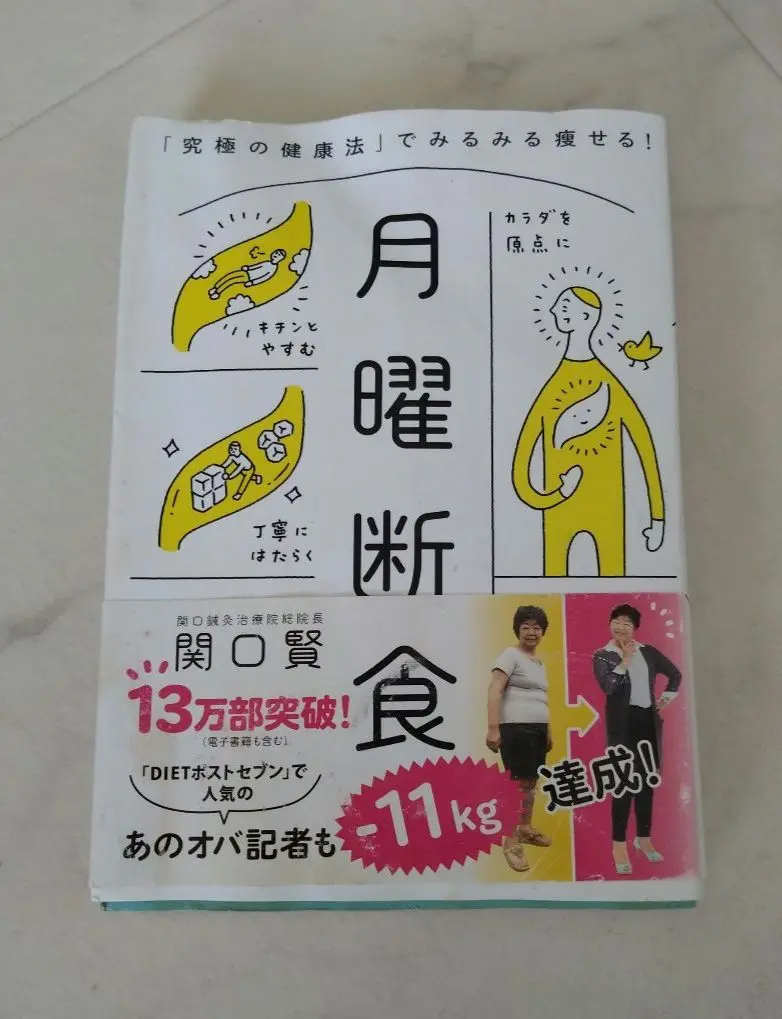 「究極の健康法」でみるみる痩せる!
月曜断食
キチンと
やすむ
丁寧に
はたらく
カラダを
原点に
関口鍼灸治療院総院長
関口賢
13万部突破!
(電子書籍も含む)
「DIETポストセブン」で
人気の
あのオバ記者も
-11kg
達成!